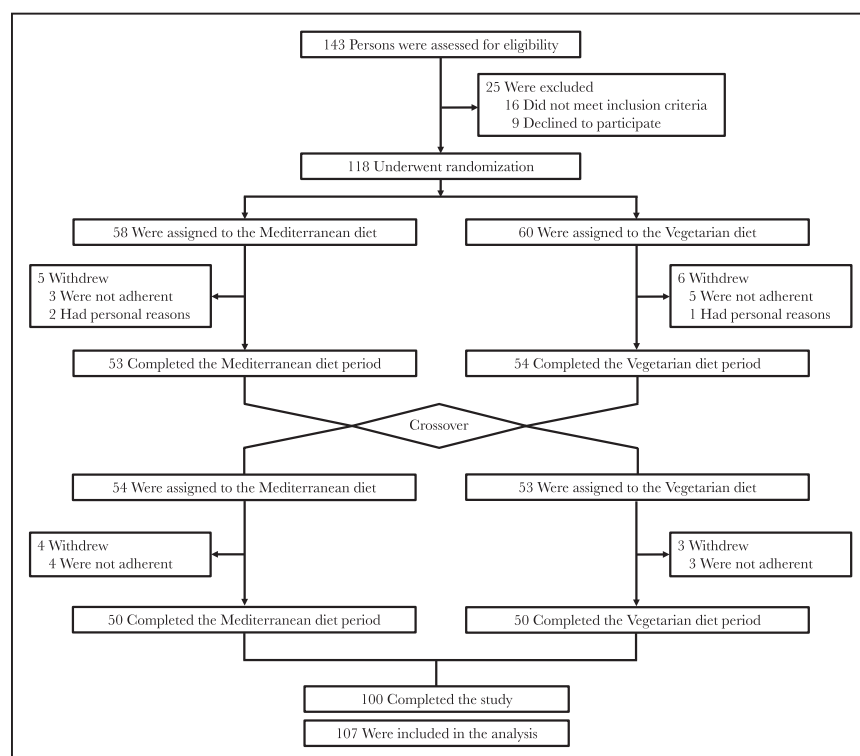 143 Persons were assessed for eligibility
25 Were excluded
16 Did not meet inclusion criteria
9 Declined to participate
118 Underwent randomization
58 Were assigned to the Mediterranean diet
60 Were assigned to the Vegetarian diet
5 Withdrew
3 Were not adherent
2 Had personal reasons
6 Withdrew
5 Were not adherent
1 Had personal reasons
53 Completed the Mediterranean diet period
54 Completed the Vegetarian diet period
Crossover
54 Were assigned to the Mediterranean diet
53 Were assigned to the Vegetarian diet
4 Withdrew
4 Were not adherent
3 Withdrew
3 Were not adherent
50 Completed the Mediterranean diet period
50 Completed the Vegetarian diet period
100 Completed the study
107 Were included in the analysis